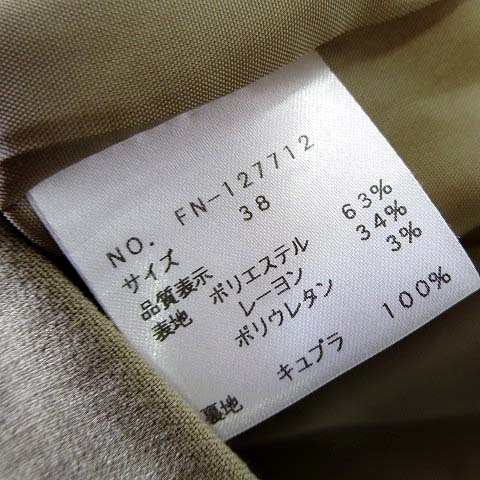 NO. FN-127712
サイズ 38
品質表示
表地 ポリエステル 63%
レーヨン 34%
ポリウレタン 3%
裏地 キュプラ 100%